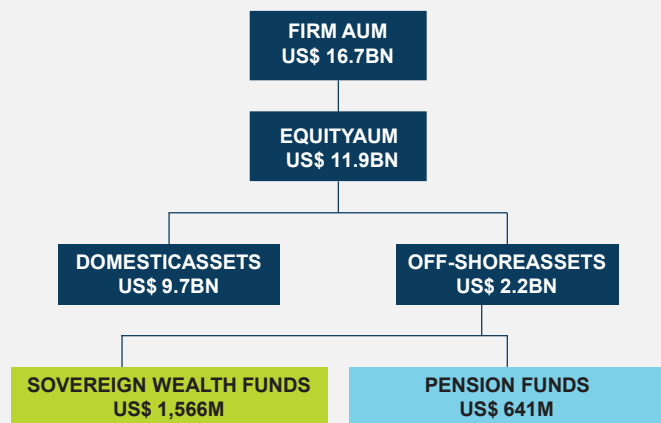 FIRM AUM
US$ 16.7BN
EQUITYAUM
US$ 11.9BN
DOMESTICASSETS
US$ 9.7BN
OFF-SHOREASSETS
US$ 2.2BN
SOVEREIGN WEALTH FUNDS
US$ 1,566M
PENSION FUNDS
US$ 641M